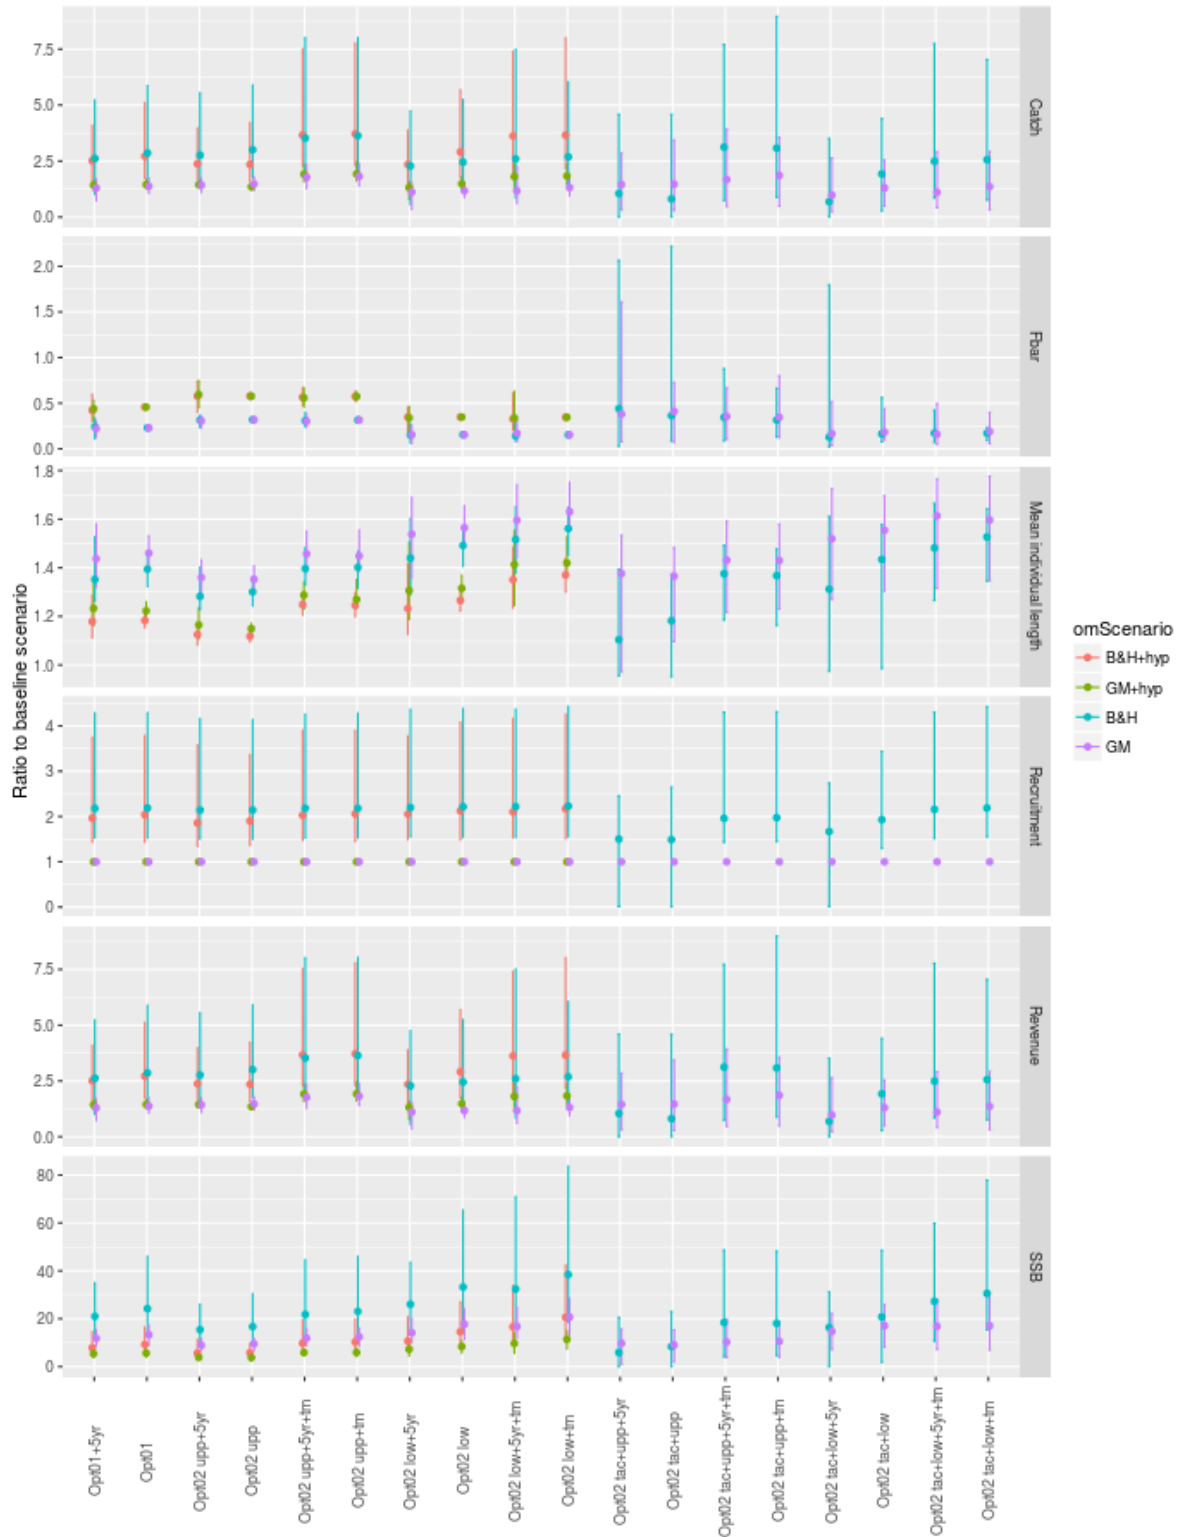 Ratio to baseline scenario
7.5
5.0
2.5
0.0
Catch
2.0
1.5
1.0
0.5
0.0
Fbar
1.8
1.6
1.4
1.2
1.0
Mean individual length
4
3
2
1
0
Recruitment
7.5
5.0
2.5
0.0
Revenue
80
60
40
20
0
SSB
Opt01+5yr
Opt01
Opt02 upp+5yr
Opt02 upp
Opt02 upp+5yr+tm
Opt02 upp+tm
Opt02 low+5yr
Opt02 low
Opt02 low+5yr+tm
Opt02 low+tm
Opt02 tac+upp+5yr
Opt02 tac+upp
Opt02 tac+upp+5yr+tm
Opt02 tac+upp+tm
Opt02 tac+low+5yr
Opt02 tac+low
Opt02 tac+low+5yr+tm
Opt02 tac+low+tm
omScenario
B&H+hyp
GM+hyp
B&H
GM